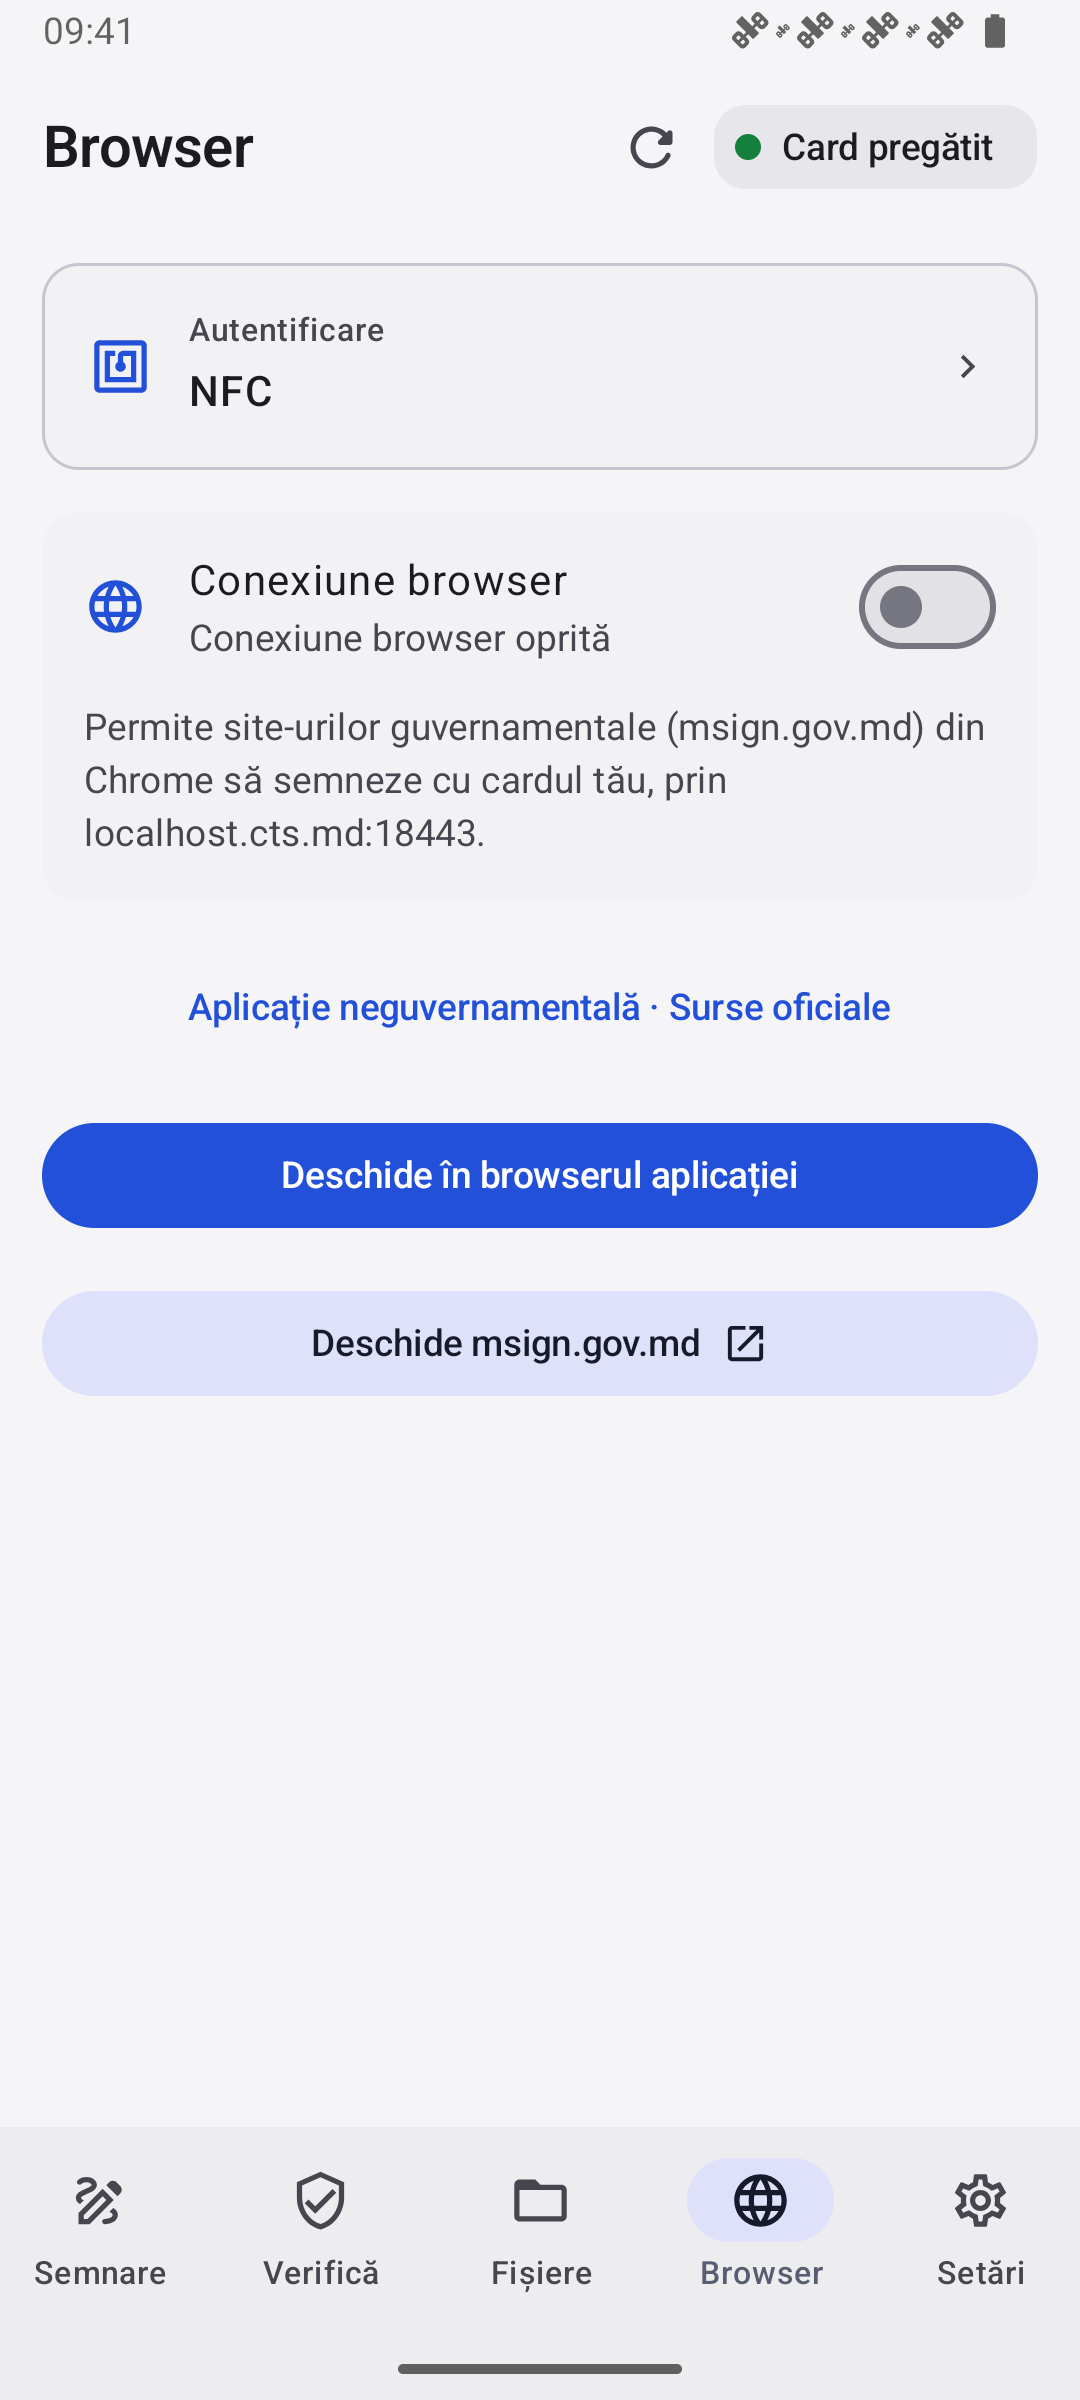 09:41
Browser
Card pregătit
Autentificare
NFC
Conexiune browser
Conexiune browser oprită
Permite site-urilor guvernamentale (msign.gov.md) din
Chrome să semneze cu cardul tău, prin
localhost.cts.md:18443.
Aplicație neguvernamentală · Surse oficiale
Deschide în browserul aplicației
Deschide msign.gov.md
Semnare
Verifică
Fișiere
Browser
Setări